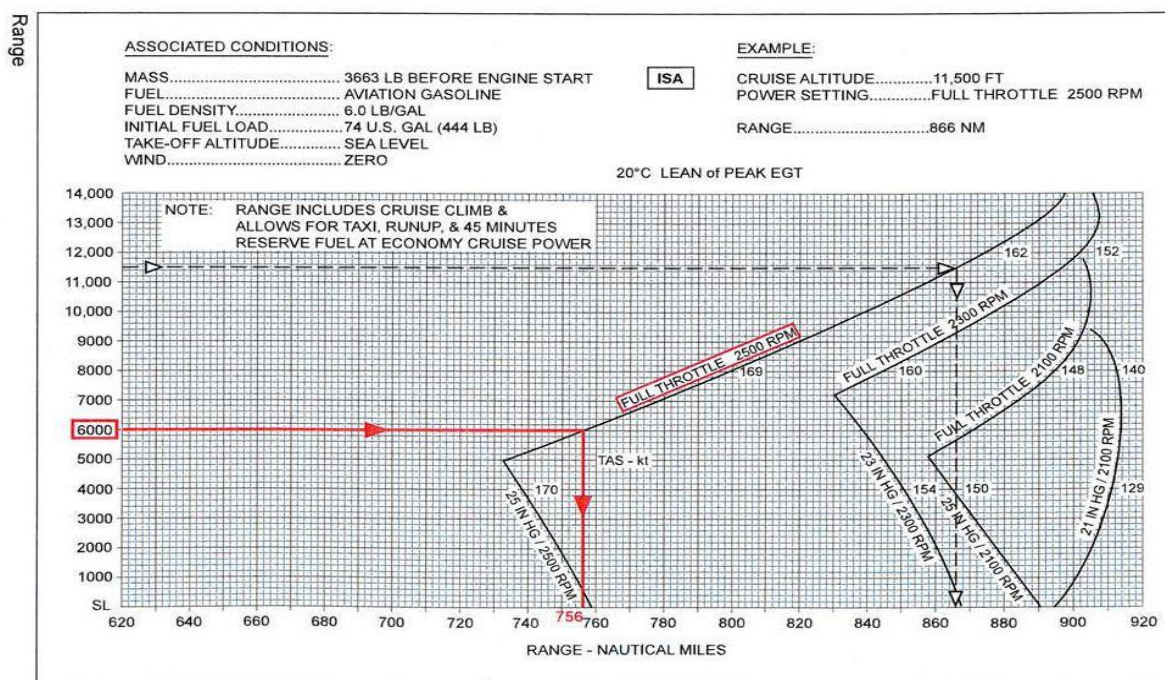 Range
ASSOCIATED CONDITIONS:
MASS..............................3663 LB BEFORE ENGINE START
FUEL..............................AVIATION GASOLINE
FUEL DENSITY..................6.0 LB/GAL
INITIAL FUEL LOAD...........74 U.S. GAL (444 LB)
TAKE-OFF ALTITUDE.........SEA LEVEL
WIND..............................ZERO
ISA
EXAMPLE:
CRUISE ALTITUDE............11,500 FT
POWER SETTING.............FULL THROTTLE 2500 RPM
RANGE...........................866 NM
20°C LEAN of PEAK EGT
NOTE: RANGE INCLUDES CRUISE CLIMB &
ALLOWS FOR TAXI, RUNUP, & 45 MINUTES
RESERVE FUEL AT ECONOMY CRUISE POWER
14,000
13,000
12,000
11,000
10,000
9000
8000
7000
6000
5000
4000
3000
2000
1000
SL
FULL THROTTLE 2500 RPM
162
152
169
FULL THROTTLE 2300 RPM
160
FULL THROTTLE 2100 RPM
148
140
TAS - kt
170
25 IN HG / 2500 RPM
23 IN HG / 2300 RPM
154
150
25 IN HG / 2100 RPM
21 IN HG / 2100 RPM
129
620 640 660 680 700 720 740 756 760 780 800 820 840 860 880 900 920
RANGE - NAUTICAL MILES